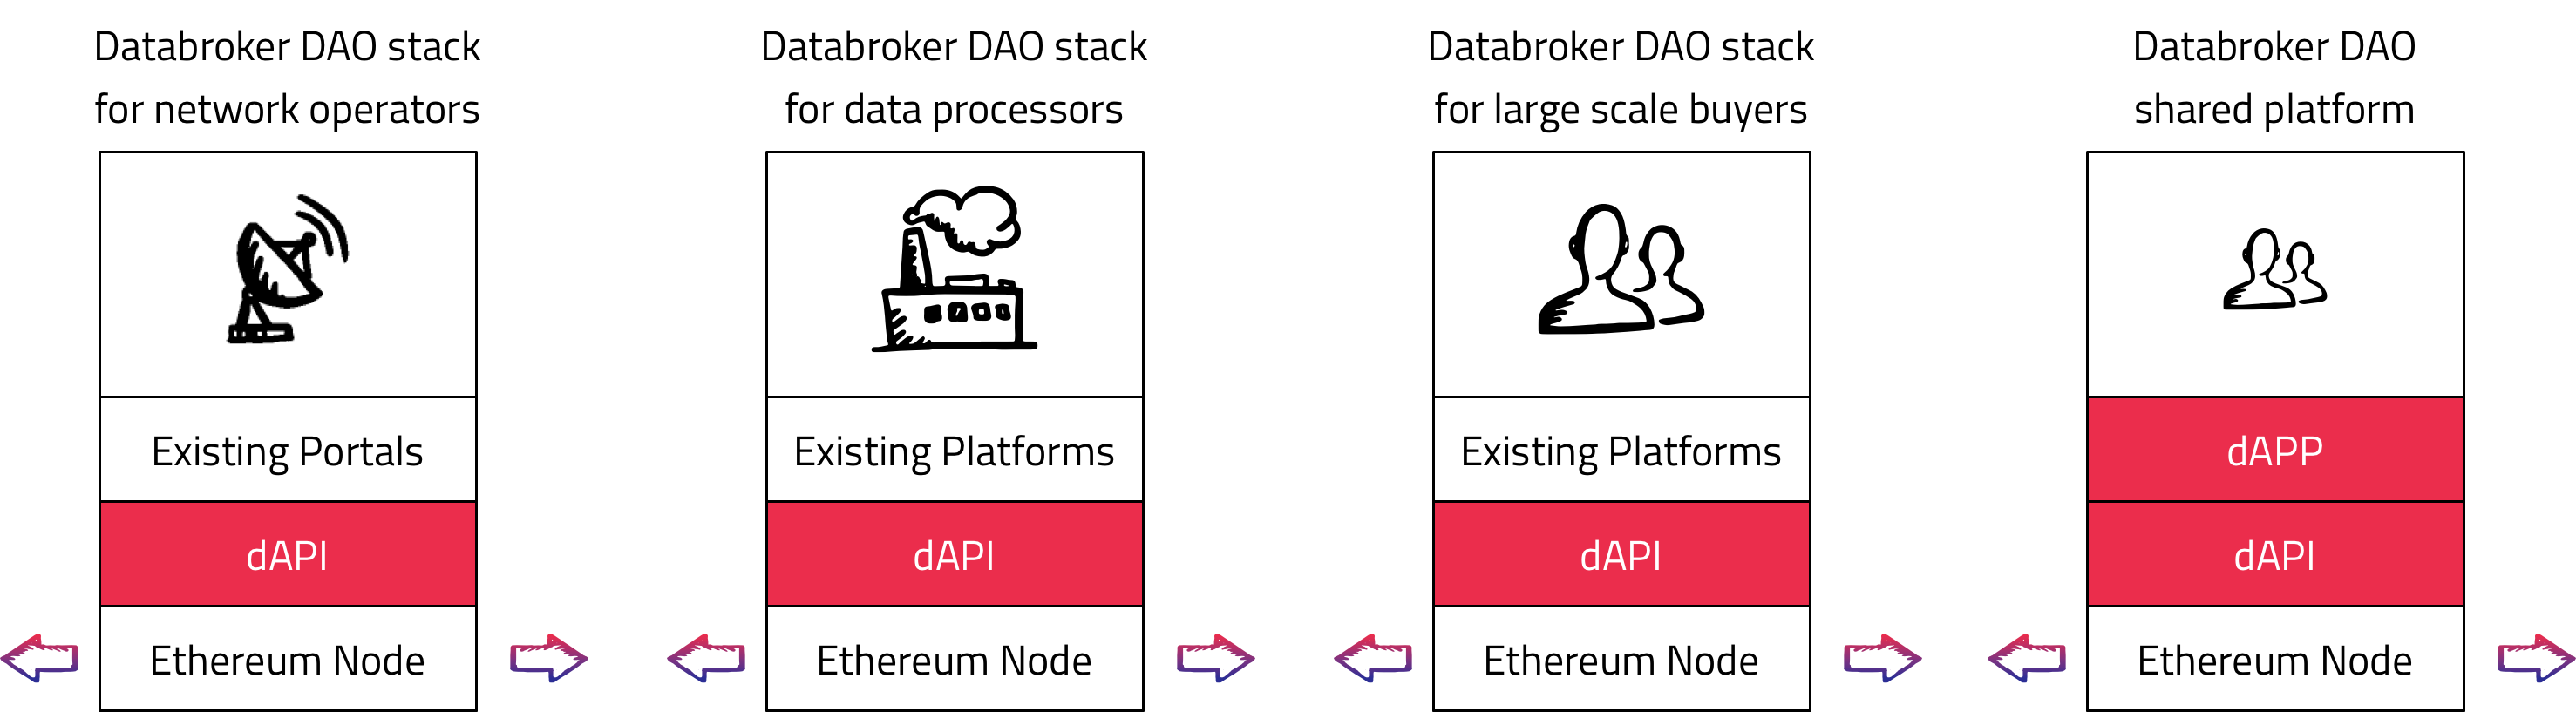 Databroker DAO stack
for network operators
Existing Portals
dAPI
Ethereum Node
Databroker DAO stack
for data processors
Existing Platforms
dAPI
Ethereum Node
Databroker DAO stack
for large scale buyers
Existing Platforms
dAPI
Ethereum Node
Databroker DAO
shared platform
dAPP
dAPI
Ethereum Node